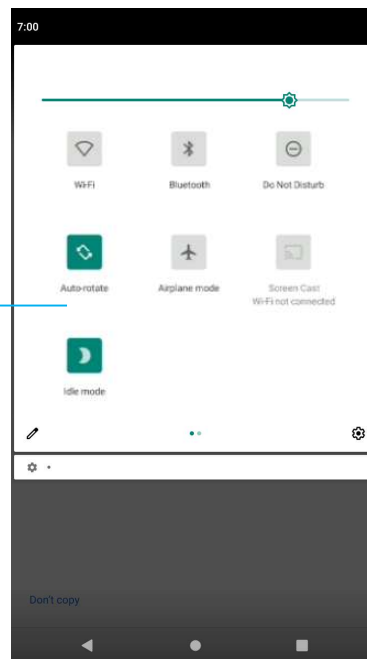 7:00
Wi-Fi Bluetooth Do Not Disturb
Auto-rotate Airplane mode Screen Cast
Wi-Fi not connected
Idle mode
Don't copy